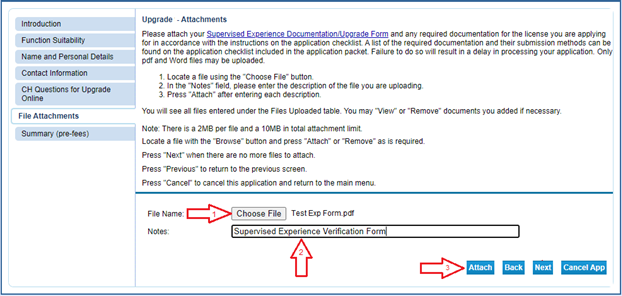 Introduction
Function Suitability
Name and Personal Details
Contact Information
CH Questions for Upgrade
Online
File Attachments
Summary (pre-fees)
Upgrade - Attachments
Please attach your Supervised Experience Documentation/Upgrade Form and any required documentation for the license you are applying
for in accordance with the instructions on the application checklist. A list of the required documentation and their submission methods can be
found on the application checklist included in the application packet. Failure to do so will result in a delay in processing your application. Only
pdf and Word files may be uploaded.
1. Locate a file using the "Choose File" button.
2. In the "Notes" field, please enter the description of the file you are uploading.
3. Press "Attach" after entering each description.
You will see all files entered under the Files Uploaded table. You may "View" or "Remove" documents you added if necessary.
Note: There is a 2MB per file and a 10MB in total attachment limit.
Locate a file with the "Browse" button and press "Attach" or "Remove" as is required.
Press "Next" when there are no more files to attach.
Press "Previous" to return to the previous screen.
Press "Cancel" to cancel this application and return to the main menu.
File Name: 1 Choose File Test Exp Form.pdf
Notes: Supervised Experience Verification Form
2
3 Attach Back Next Cancel App